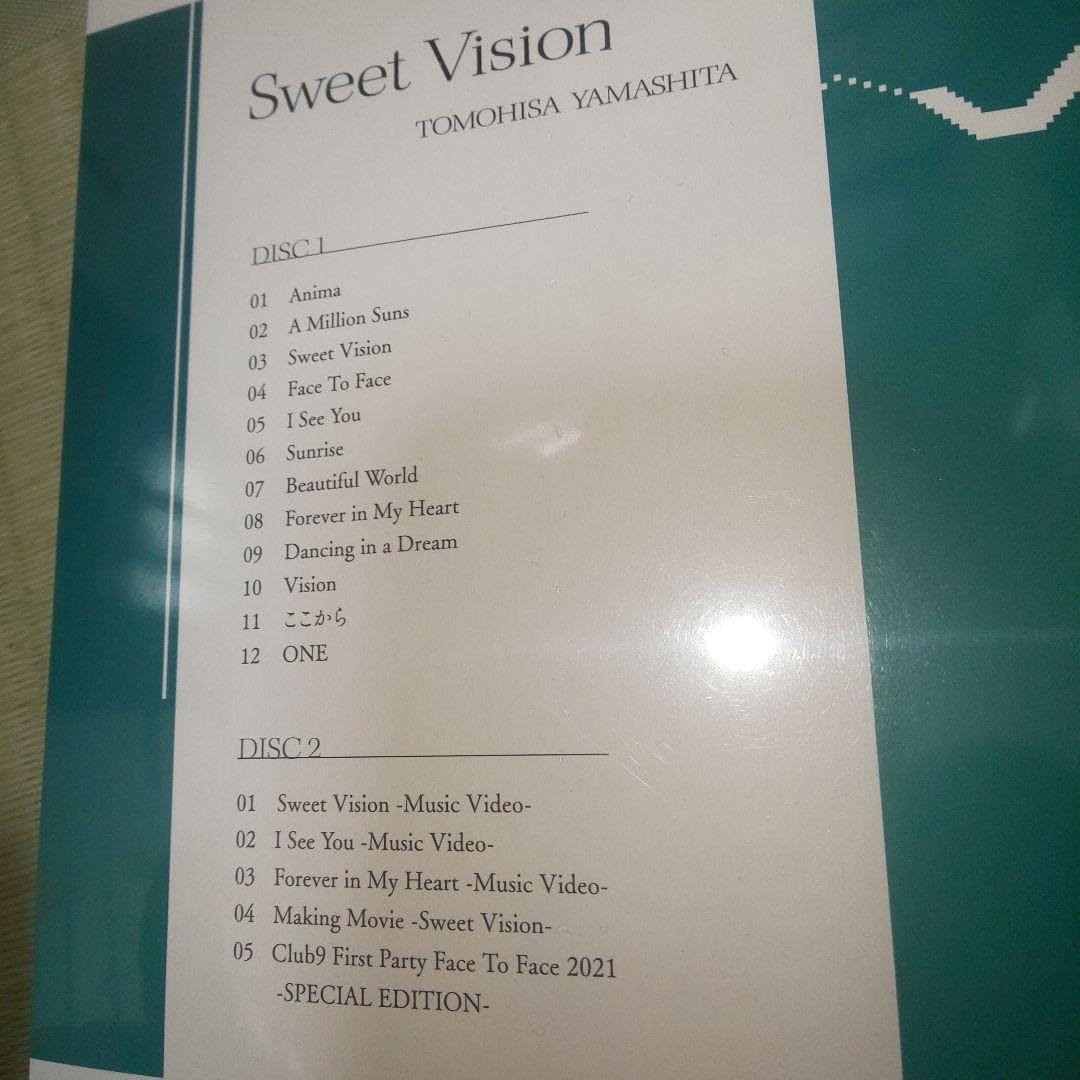 Sweet Vision
TOMOHISA YAMASHITA
DISC 1
01 Anima
02 A Million Suns
03 Sweet Vision
04 Face To Face
05 I See You
06 Sunrise
07 Beautiful World
08 Forever in My Heart
09 Dancing in a Dream
10 Vision
11 ここから
12 ONE
DISC 2
01 Sweet Vision -Music Video-
02 I See You -Music Video-
03 Forever in My Heart -Music Video-
04 Making Movie -Sweet Vision-
05 Club9 First Party Face To Face 2021
-SPECIAL EDITION-